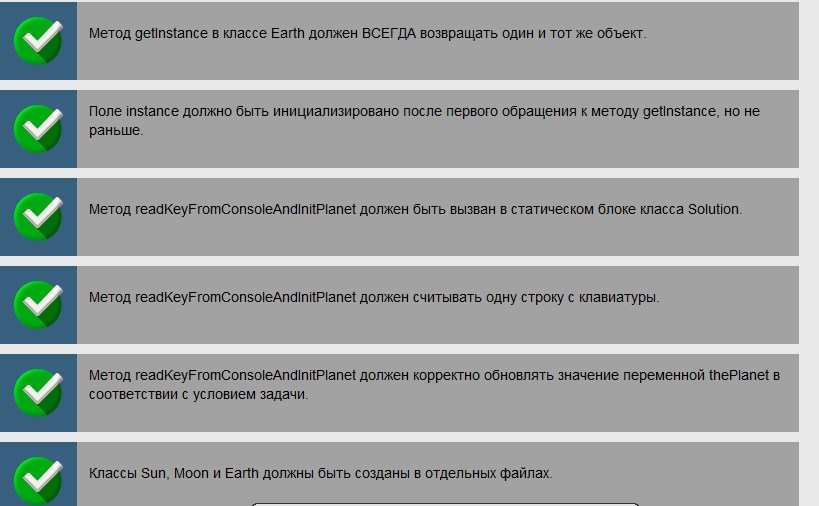 Метод getInstance в классе Earth должен ВСЕГДА возвращать один и тот же объект.
Поле instance должно быть инициализировано после первого обращения к методу getInstance, но не
раньше.
Метод readKeyFromConsoleAndInitPlanet должен быть вызван в статическом блоке класса Solution.
Метод readKeyFromConsoleAndInitPlanet должен считывать одну строку с клавиатуры.
Метод readKeyFromConsoleAndInitPlanet должен корректно обновлять значение переменной thePlanet в
соответствии с условием задачи.
Классы Sun, Moon и Earth должны быть созданы в отдельных файлах.